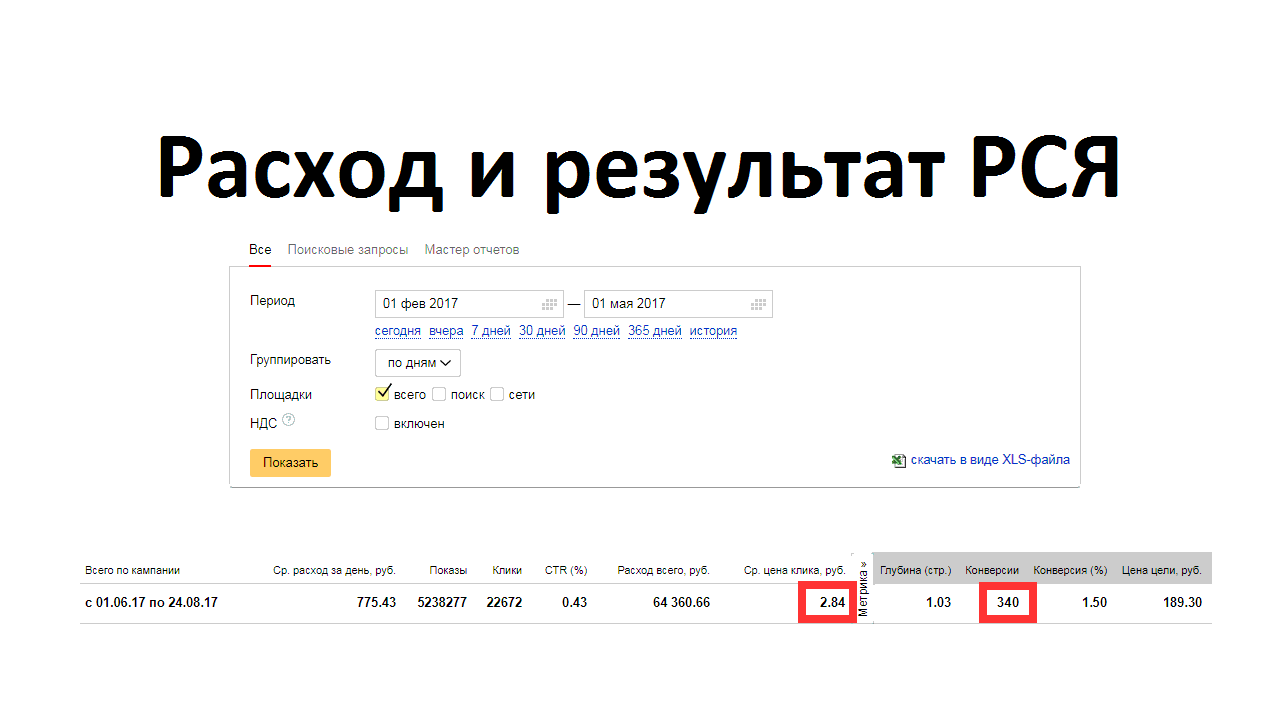 Расход и результат РСЯ
Все Поисковые запросы Мастер отчетов
Период 01 фев 2017 — 01 мая 2017
сегодня вчера 7 дней 30 дней 90 дней 365 дней история
Группировать по дням
Площадки всего поиск сети
НДС ? включен
Показать скачать в виде XLS-файла
Всего по кампании Ср. расход за день, руб. Показы Клики CTR (%) Расход всего, руб. Ср. цена клика, руб. Метрика » Глубина (стр.) Конверсии Конверсия (%) Цена цели, руб.
с 01.06.17 по 24.08.17 775.43 5238277 22672 0.43 64 360.66 2.84 1.03 340 1.50 189.30